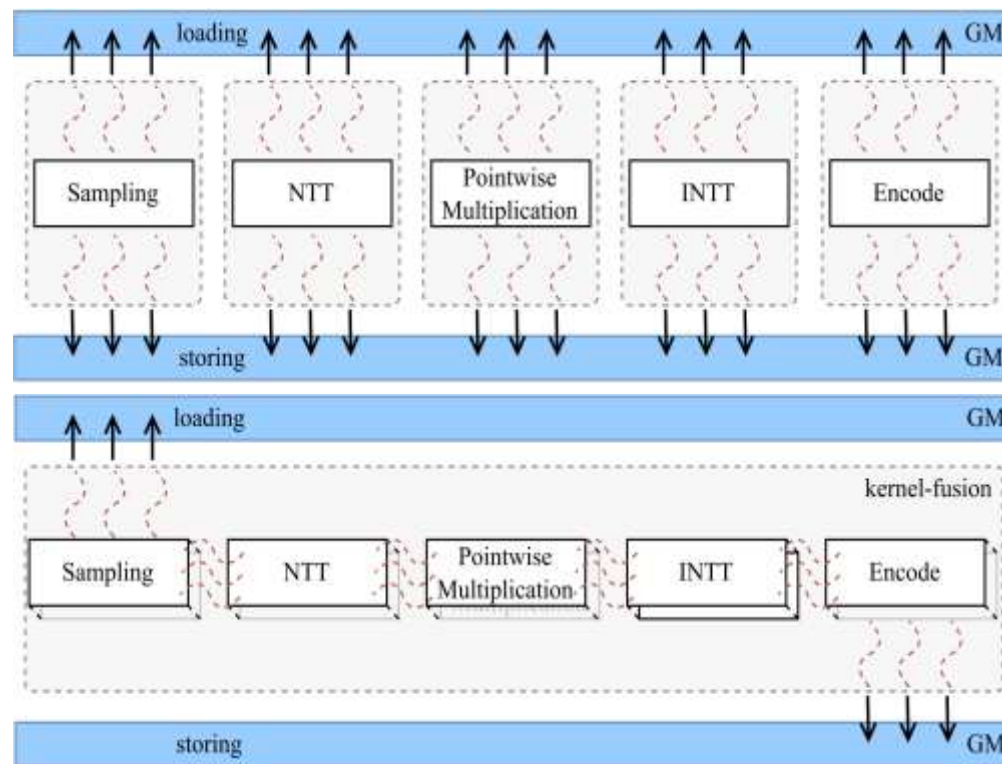 loading GM
Sampling NTT Pointwise Multiplication INTT Encode
storing GM
loading GM
kernel-fusion
Sampling NTT Pointwise Multiplication INTT Encode
storing GM